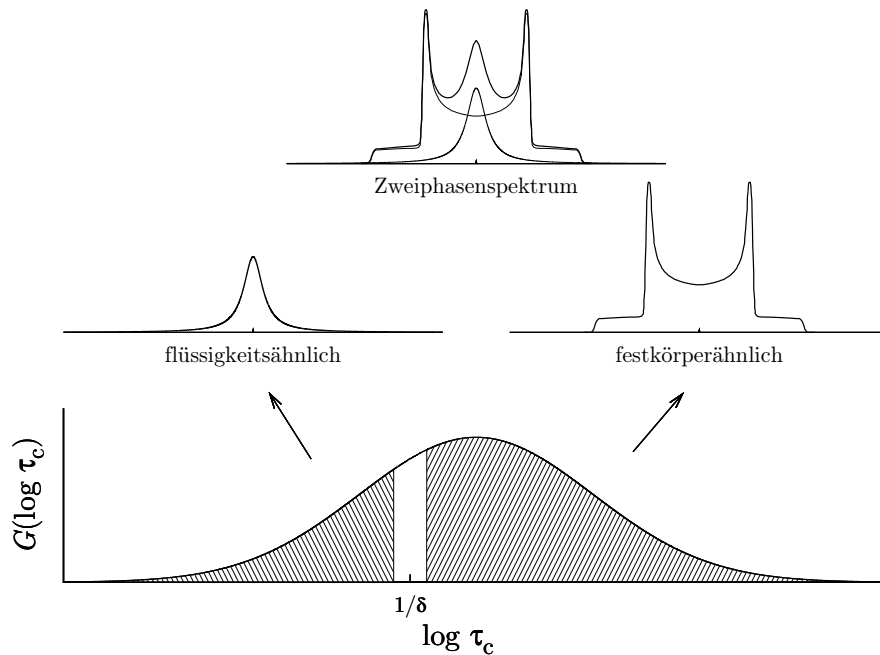 Zweiphasenspektrum
flüssigkeitsähnlich
festkörperähnlich
G(log τc)
1/δ
log τc